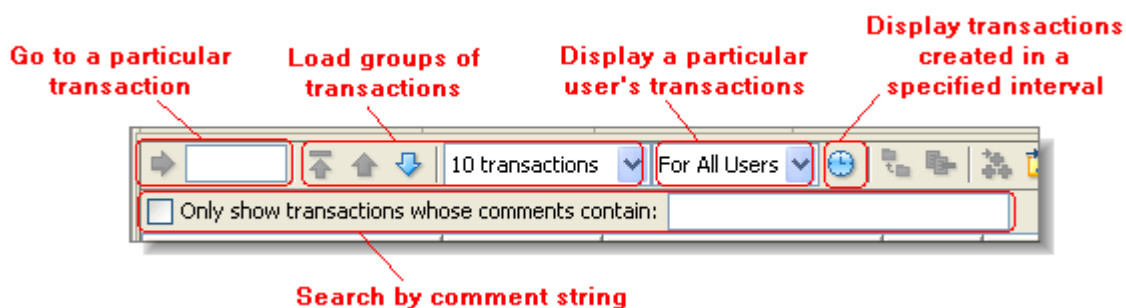 Display transactions
created in a
specified interval
Go to a particular
transaction
Load groups of
transactions
Display a particular
user's transactions
10 transactions
For All Users
Only show transactions whose comments contain:
Search by comment string